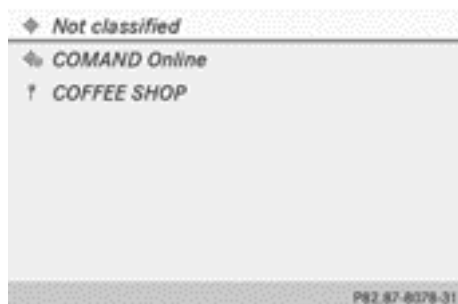 Not classified
COMAND Online
COFFEE SHOP
P82.87-8078-31